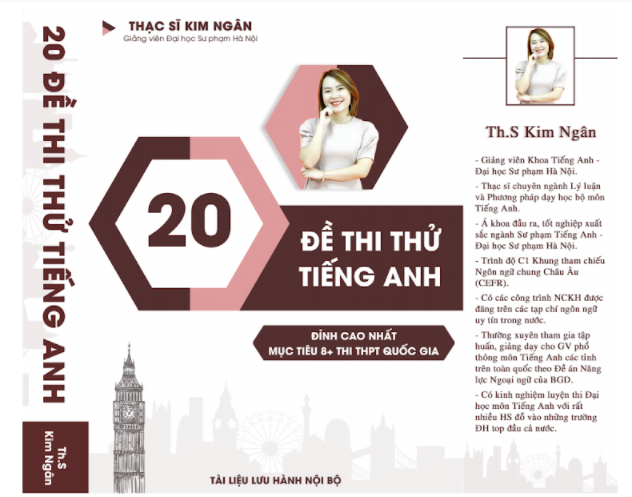 20 ĐỀ THI THỬ TIẾNG ANH
Th.S
Kim Ngân
THẠC SĨ KIM NGÂN
Giảng viên Đại học Sư phạm Hà Nội
20
ĐỀ THI THỬ
TIẾNG ANH
ĐỈNH CAO NHẤT
MỤC TIÊU 8+ THI THPT QUỐC GIA
TÀI LIỆU LƯU HÀNH NỘI BỘ
Th.S Kim Ngân
- Giảng viên Khoa Tiếng Anh -
Đại học Sư phạm Hà Nội.
- Thạc sĩ chuyên ngành Lý luận
và Phương pháp dạy học bộ môn
Tiếng Anh.
- Á khoa đầu ra, tốt nghiệp xuất
sắc ngành Sư phạm Tiếng Anh -
Đại học Sư phạm Hà Nội.
- Trình độ C1 Khung tham chiếu
Ngôn ngữ chung Châu Âu
(CEFR).
- Có các công trình NCKH được
đăng trên các tạp chí ngôn ngữ
uy tín trong nước.
- Thường xuyên tham gia tập
huấn, giảng dạy cho GV phổ
thông môn Tiếng Anh các tỉnh
trên toàn quốc theo Đề án Năng
lực Ngoại ngữ của BGD.
- Có kinh nghiệm luyện thi Đại
học môn Tiếng Anh với rất
nhiều HS đỗ vào những trường
ĐH top đầu cả nước.